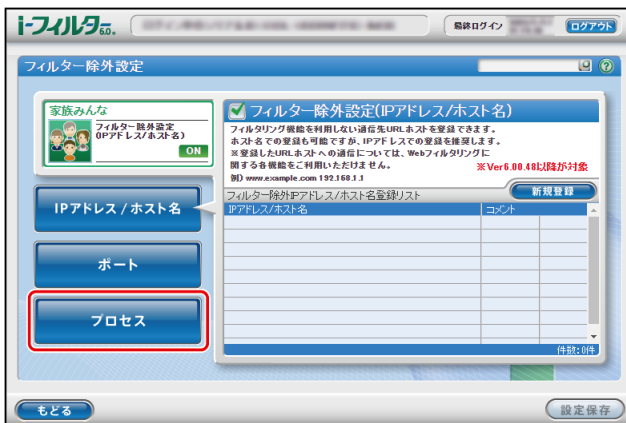 i-フィルター 6.0.
最終ログイン
ログアウト
フィルター除外設定
家族みんな
フィルター除外設定
(IPアドレス/ホスト名)
ON
IPアドレス / ホスト名
ポート
プロセス
フィルター除外設定(IPアドレス/ホスト名)
フィルタリング機能を利用しない通信先URLホストを登録できます。
ホスト名での登録も可能ですが、IPアドレスでの登録を推奨します。
※登録したURLホストへの通信については、Webフィルタリングに
関する各機能をご利用いただけません。
※Ver6.00.48以降が対象
例) www.example.com 192.168.1.1
新規登録
フィルター除外IPアドレス/ホスト名登録リスト
IPアドレス/ホスト名 コメント
件数: 0件
もどる
設定保存